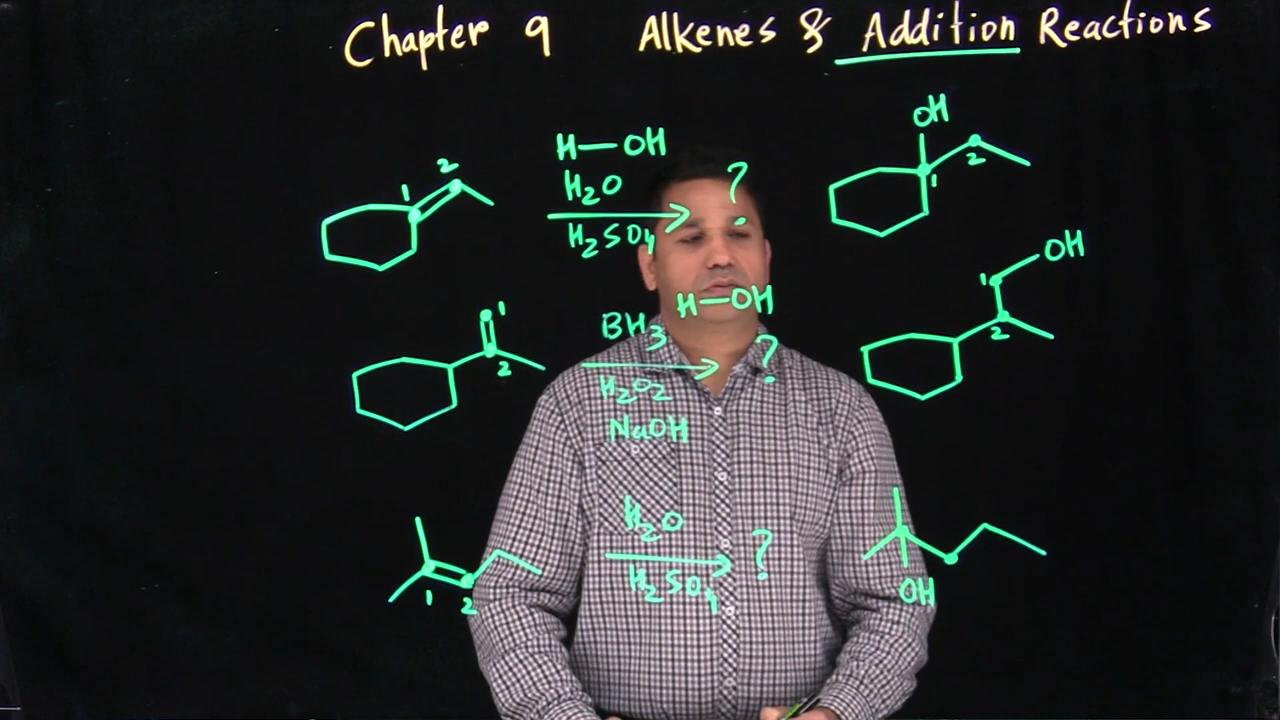 Chapter 9 Alkenes & Addition Reactions
1 2
H—OH
H2O
H2SO4
?
OH
1 2
1
2
H—OH
BH3
H2O2
NaOH
?
OH
1
2
1 2
H2O
H2SO4
?
OH